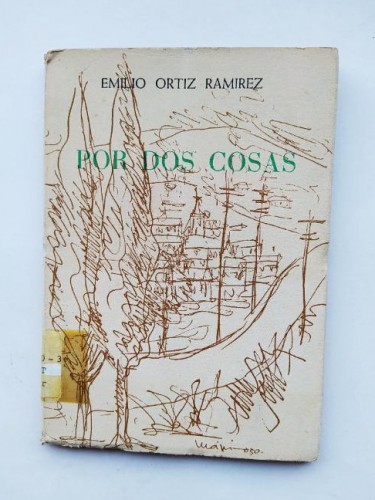 EMILIO ORTIZ RAMIREZ
POR DOS COSAS